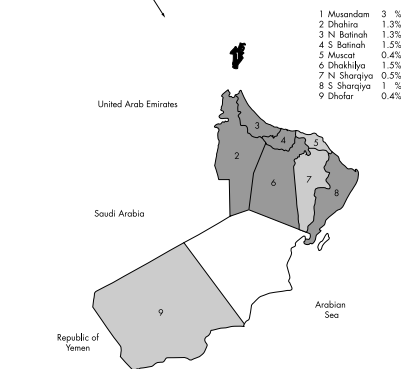 1 Musandam 3 %
2 Dhahira 1.3%
3 N Batinah 1.3%
4 S Batinah 1.5%
5 Muscat 0.4%
6 Dhakhilya 1.5%
7 N Sharqiya 0.5%
8 S Sharqiya 1 %
9 Dhofar 0.4%
United Arab Emirates
3
4
5
2
6
7
8
Saudi Arabia
9
Arabian
Sea
Republic of
Yemen